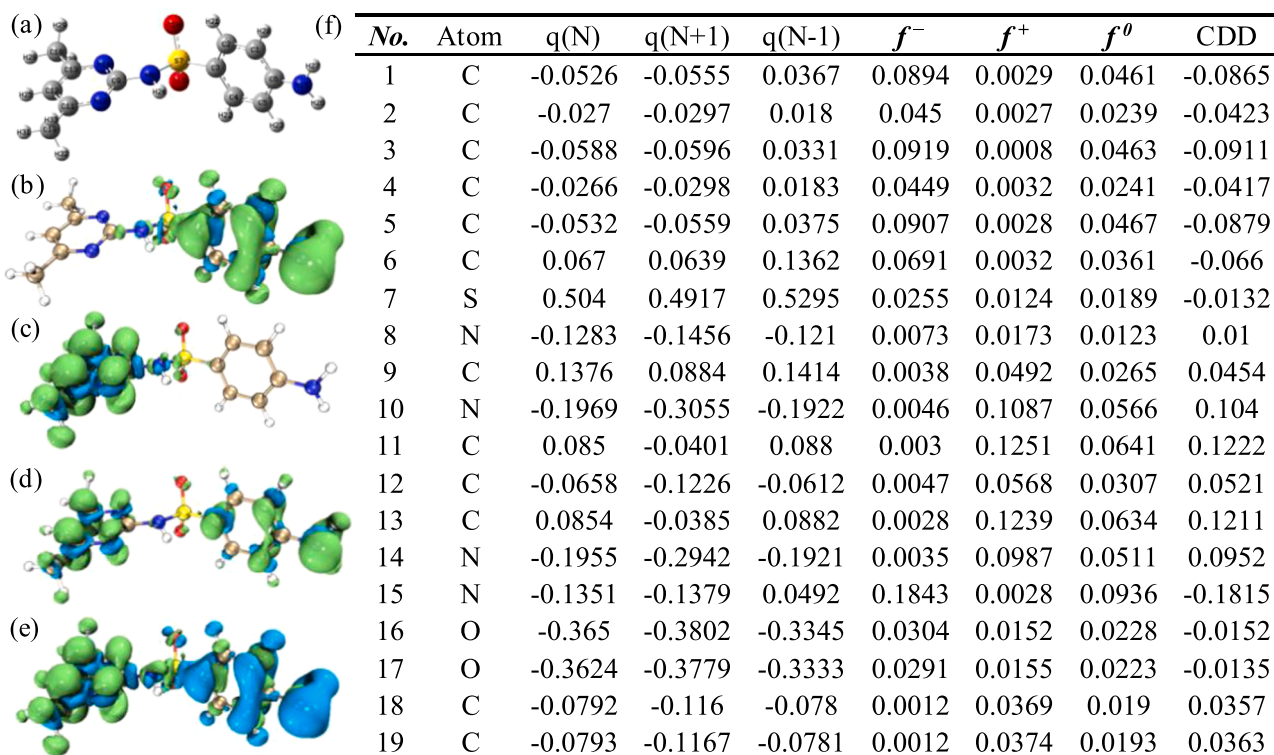 (a)
(b)
(c)
(d)
(e)
(f)
No. Atom q(N) q(N+1) q(N-1) f⁻ f⁺ f⁰ CDD
1 C -0.0526 -0.0555 0.0367 0.0894 0.0029 0.0461 -0.0865
2 C -0.027 -0.0297 0.018 0.045 0.0027 0.0239 -0.0423
3 C -0.0588 -0.0596 0.0331 0.0919 0.0008 0.0463 -0.0911
4 C -0.0266 -0.0298 0.0183 0.0449 0.0032 0.0241 -0.0417
5 C -0.0532 -0.0559 0.0375 0.0907 0.0028 0.0467 -0.0879
6 C 0.067 0.0639 0.1362 0.0691 0.0032 0.0361 -0.066
7 S 0.504 0.4917 0.5295 0.0255 0.0124 0.0189 -0.0132
8 N -0.1283 -0.1456 -0.121 0.0073 0.0173 0.0123 0.01
9 C 0.1376 0.0884 0.1414 0.0038 0.0492 0.0265 0.0454
10 N -0.1969 -0.3055 -0.1922 0.0046 0.1087 0.0566 0.104
11 C 0.085 -0.0401 0.088 0.003 0.1251 0.0641 0.1222
12 C -0.0658 -0.1226 -0.0612 0.0047 0.0568 0.0307 0.0521
13 C 0.0854 -0.0385 0.0882 0.0028 0.1239 0.0634 0.1211
14 N -0.1955 -0.2942 -0.1921 0.0035 0.0987 0.0511 0.0952
15 N -0.1351 -0.1379 0.0492 0.1843 0.0028 0.0936 -0.1815
16 O -0.365 -0.3802 -0.3345 0.0304 0.0152 0.0228 -0.0152
17 O -0.3624 -0.3779 -0.3333 0.0291 0.0155 0.0223 -0.0135
18 C -0.0792 -0.116 -0.078 0.0012 0.0369 0.019 0.0357
19 C -0.0793 -0.1167 -0.0781 0.0012 0.0374 0.0193 0.0363